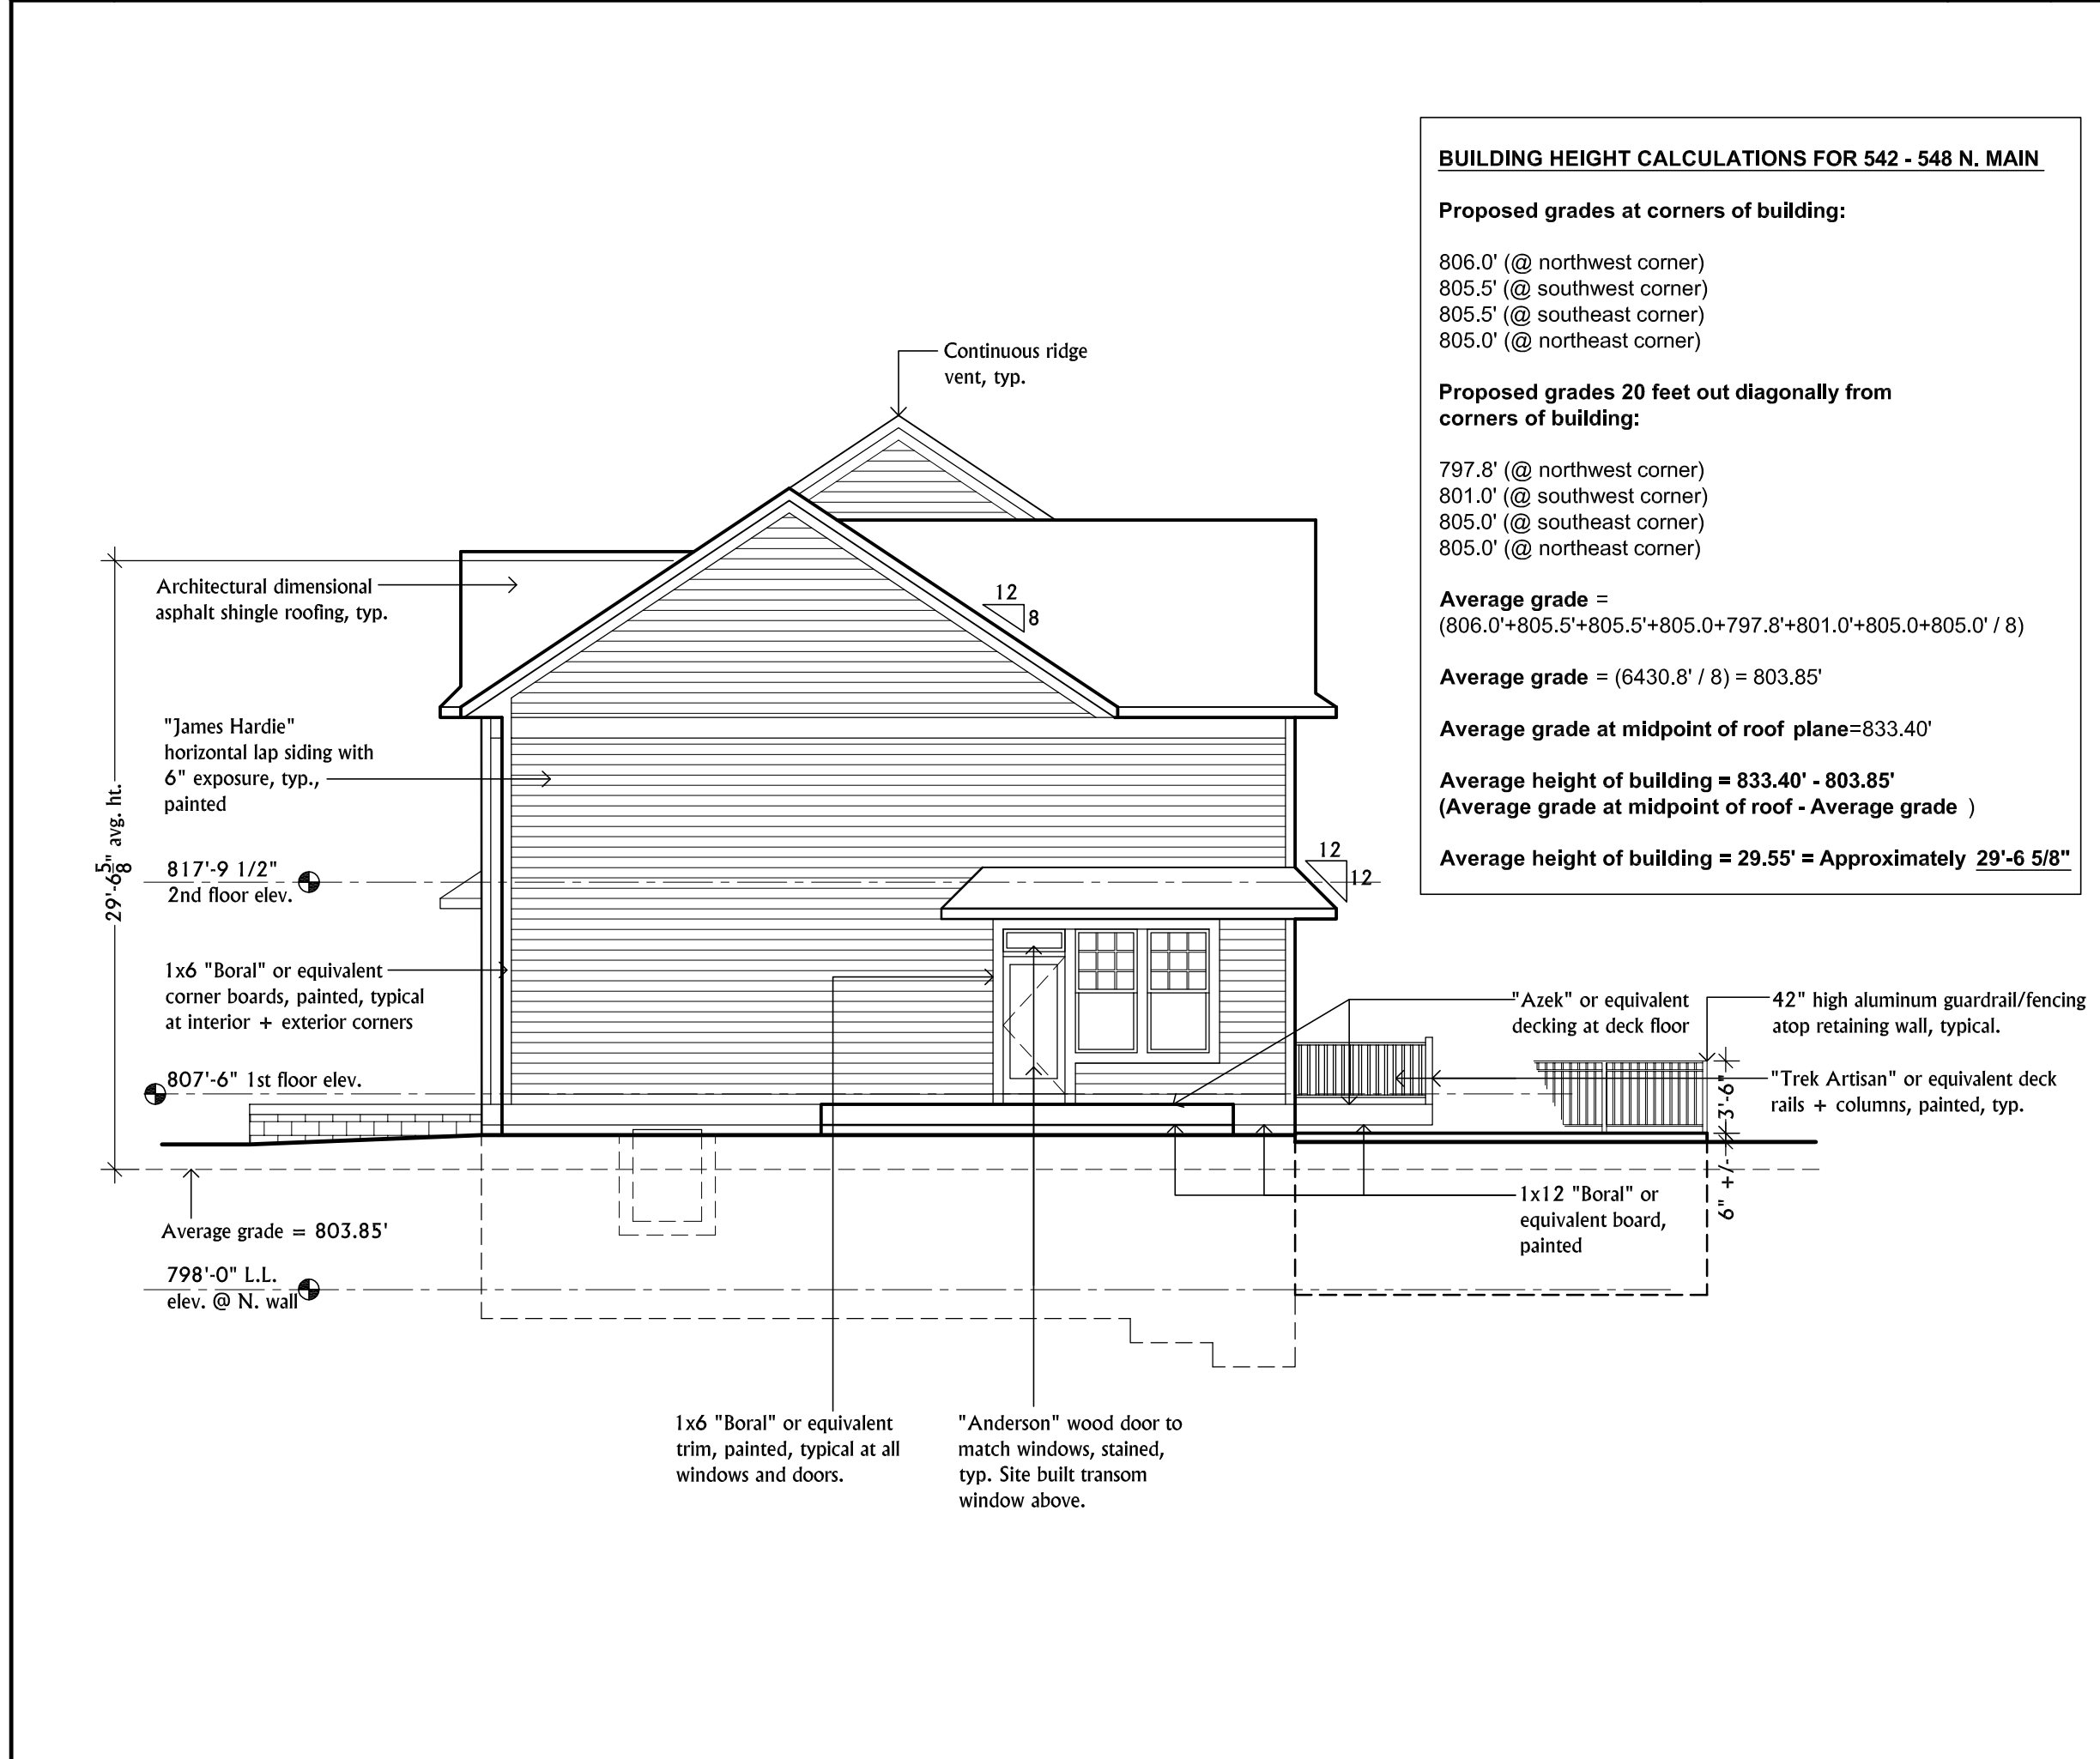 BUILDING HEIGHT CALCULATIONS FOR 542 - 548 N. MAIN
Proposed grades at corners of building:
806.0' (@ northwest corner)
805.5' (@ southwest corner)
805.5' (@ southeast corner)
805.0' (@ northeast corner)
Proposed grades 20 feet out diagonally from
corners of building:
797.8' (@ northwest corner)
801.0' (@ southwest corner)
805.0' (@ southeast corner)
805.0' (@ northeast corner)
Average grade =
(806.0'+805.5'+805.5'+805.0+797.8'+801.0'+805.0+805.0' / 8)
Average grade = (6430.8' / 8) = 803.85'
Average grade at midpoint of roof plane=833.40'
Average height of building = 833.40' - 803.85'
(Average grade at midpoint of roof - Average grade )
Average height of building = 29.55' = Approximately 29'-6 5/8"
Continuous ridge
vent, typ.
Architectural dimensional
asphalt shingle roofing, typ.
12
8
"James Hardie"
horizontal lap siding with
6" exposure, typ.,
painted
29'-6 5/8" avg. ht.
817'-9 1/2"
2nd floor elev.
12
12
1x6 "Boral" or equivalent
corner boards, painted, typical
at interior + exterior corners
"Azek" or equivalent
decking at deck floor
42" high aluminum guardrail/fencing
atop retaining wall, typical.
807'-6" 1st floor elev.
"Trek Artisan" or equivalent deck
rails + columns, painted, typ.
3'-6"
6" +/-
1x12 "Boral" or
equivalent board,
painted
Average grade = 803.85'
798'-0" L.L.
elev. @ N. wall
1x6 "Boral" or equivalent
trim, painted, typical at all
windows and doors.
"Anderson" wood door to
match windows, stained,
typ. Site built transom
window above.